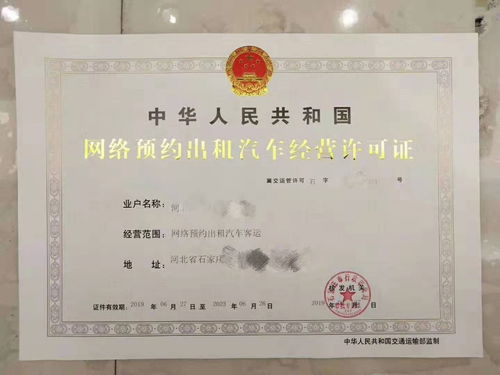 中华人民共和国
网络预约出租汽车经营许可证
冀交运管许可 石 字 号
业户名称：河
经营范围：网络预约出租汽车客运
地 址：河北省石家庄
证件有效期：2019 年 06 月 27 日至 2023 年 06 月 26 日
发机关
2019
中华人民共和国交通运输部监制